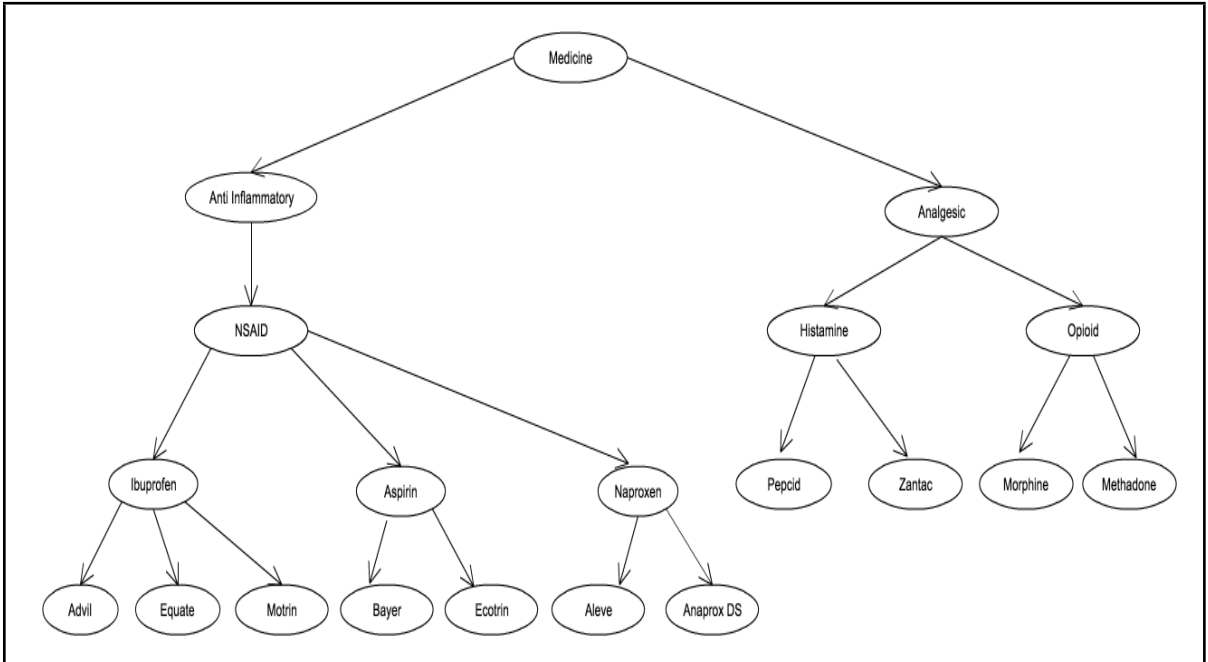 Medicine
Anti Inflammatory
Analgesic
NSAID
Histamine
Opioid
Ibuprofen
Aspirin
Naproxen
Pepcid
Zantac
Morphine
Methadone
Advil
Equate
Motrin
Bayer
Ecotrin
Aleve
Anaprox DS